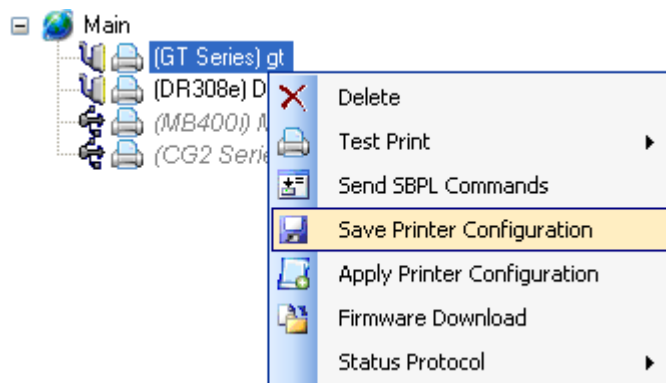 Main
(GT Series) gt
(DR308e) D
(MB400i)
(CG2 Serie
Delete
Test Print
Send SBPL Commands
Save Printer Configuration
Apply Printer Configuration
Firmware Download
Status Protocol